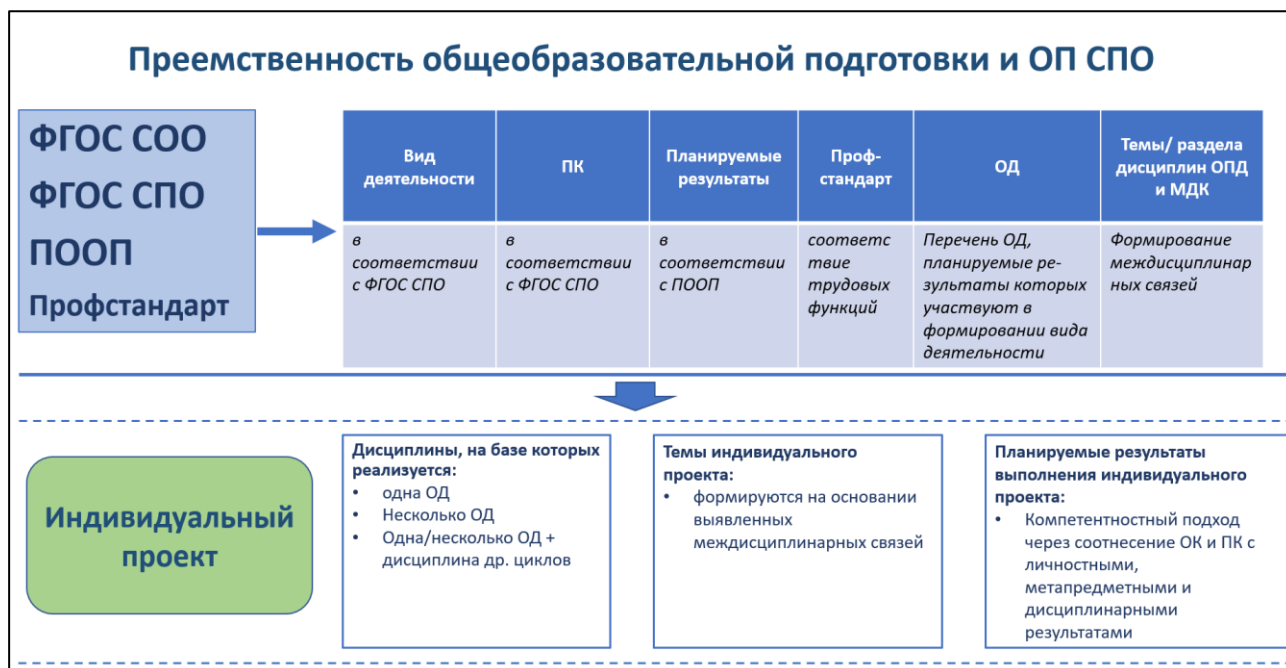 Преемственность общеобразовательной подготовки и ОП СПО
ФГОС СОО
ФГОС СПО
ПООП
Профстандарт
Вид
деятельности
ПК
Планируемые
результаты
Проф-
стандарт
ОД
Темы/ раздела
дисциплин ОПД
и МДК
в
соответствии
с ФГОС СПО
в
соответствии
с ФГОС СПО
в
соответствии
с ПООП
соответс
ствие
трудовых
функций
Перечень ОД,
планируемые ре-
зультаты которых
участвуют в
формировании вида
деятельности
Формирование
междисциплинар
ных связей
Индивидуальный
проект
Дисциплины, на базе которых
реализуется:
• одна ОД
• Несколько ОД
• Одна/несколько ОД +
дисциплина др. циклов
Темы индивидуального
проекта:
• формируются на основании
выявленных
междисциплинарных связей
Планируемые результаты
выполнения индивидуального
проекта:
• Компетентностный подход
через соотнесение ОК и ПК с
личностными,
метапредметными и
дисциплинарными
результатами